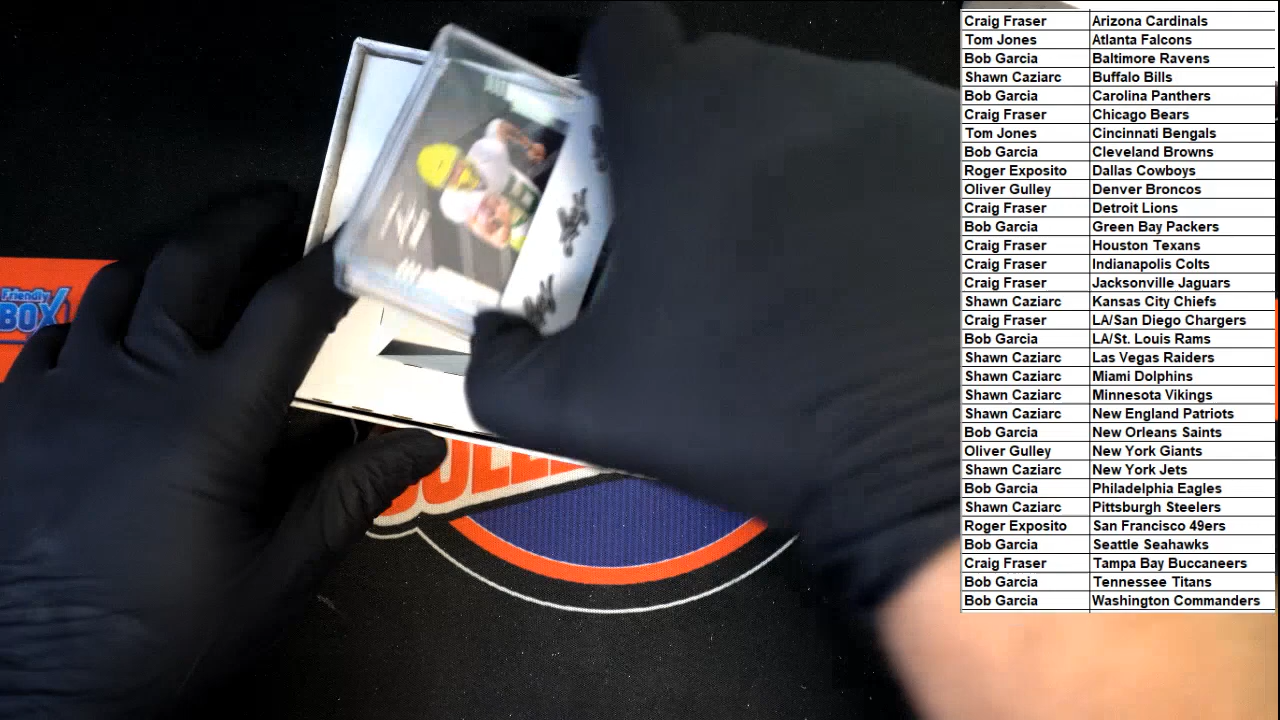 Craig Fraser Arizona Cardinals
Tom Jones Atlanta Falcons
Bob Garcia Baltimore Ravens
Shawn Caziarc Buffalo Bills
Bob Garcia Carolina Panthers
Craig Fraser Chicago Bears
Tom Jones Cincinnati Bengals
Bob Garcia Cleveland Browns
Roger Exposito Dallas Cowboys
Oliver Gulley Denver Broncos
Craig Fraser Detroit Lions
Bob Garcia Green Bay Packers
Craig Fraser Houston Texans
Craig Fraser Indianapolis Colts
Craig Fraser Jacksonville Jaguars
Shawn Caziarc Kansas City Chiefs
Craig Fraser LA/San Diego Chargers
Bob Garcia LA/St. Louis Rams
Shawn Caziarc Las Vegas Raiders
Shawn Caziarc Miami Dolphins
Shawn Caziarc Minnesota Vikings
Shawn Caziarc New England Patriots
Bob Garcia New Orleans Saints
Oliver Gulley New York Giants
Shawn Caziarc New York Jets
Bob Garcia Philadelphia Eagles
Shawn Caziarc Pittsburgh Steelers
Roger Exposito San Francisco 49ers
Bob Garcia Seattle Seahawks
Craig Fraser Tampa Bay Buccaneers
Bob Garcia Tennessee Titans
Bob Garcia Washington Commanders
Friendly
BOX